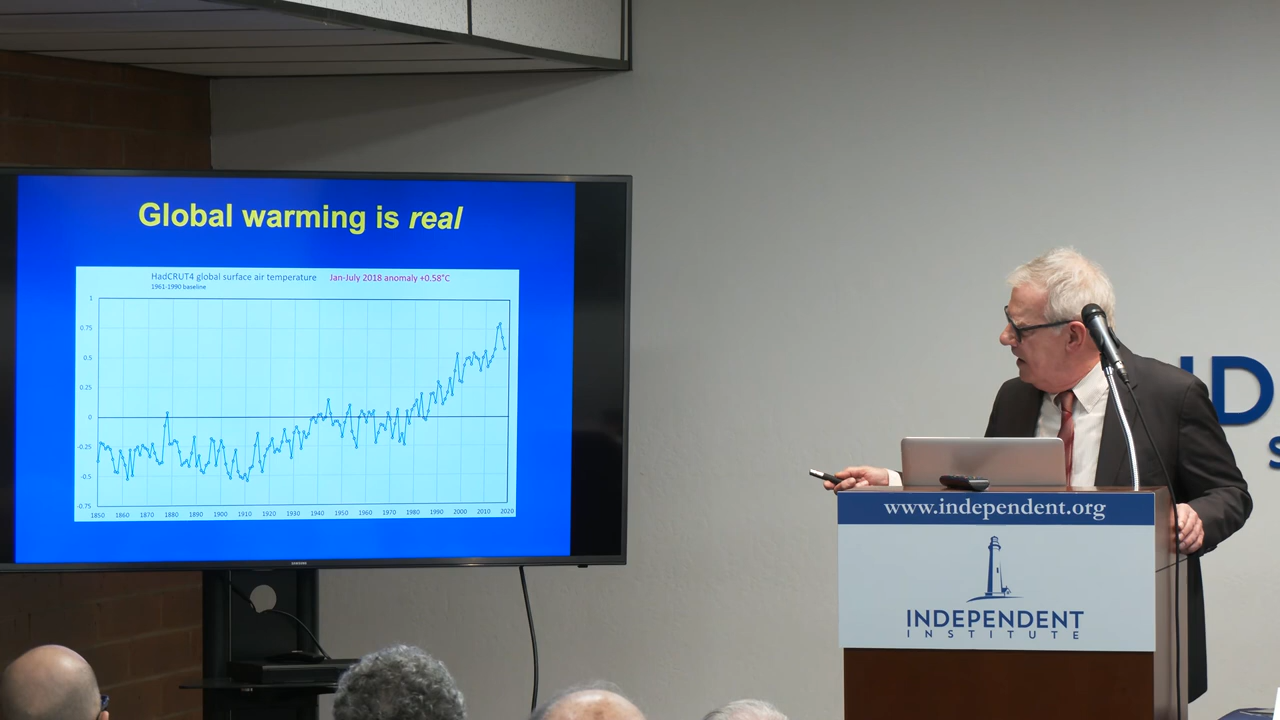 Global warming is real
HadCRUT4 global surface air temperature Jan-July 2018 anomaly +0.58°C
1961-1990 baseline
1
0.75
0.5
0.25
0
-0.25
-0.5
-0.75
1850 1860 1870 1880 1890 1900 1910 1920 1930 1940 1950 1960 1970 1980 1990 2000 2010 2020
SAMSUNG
www.independent.org
INDEPENDENT
INSTITUTE
IND
S